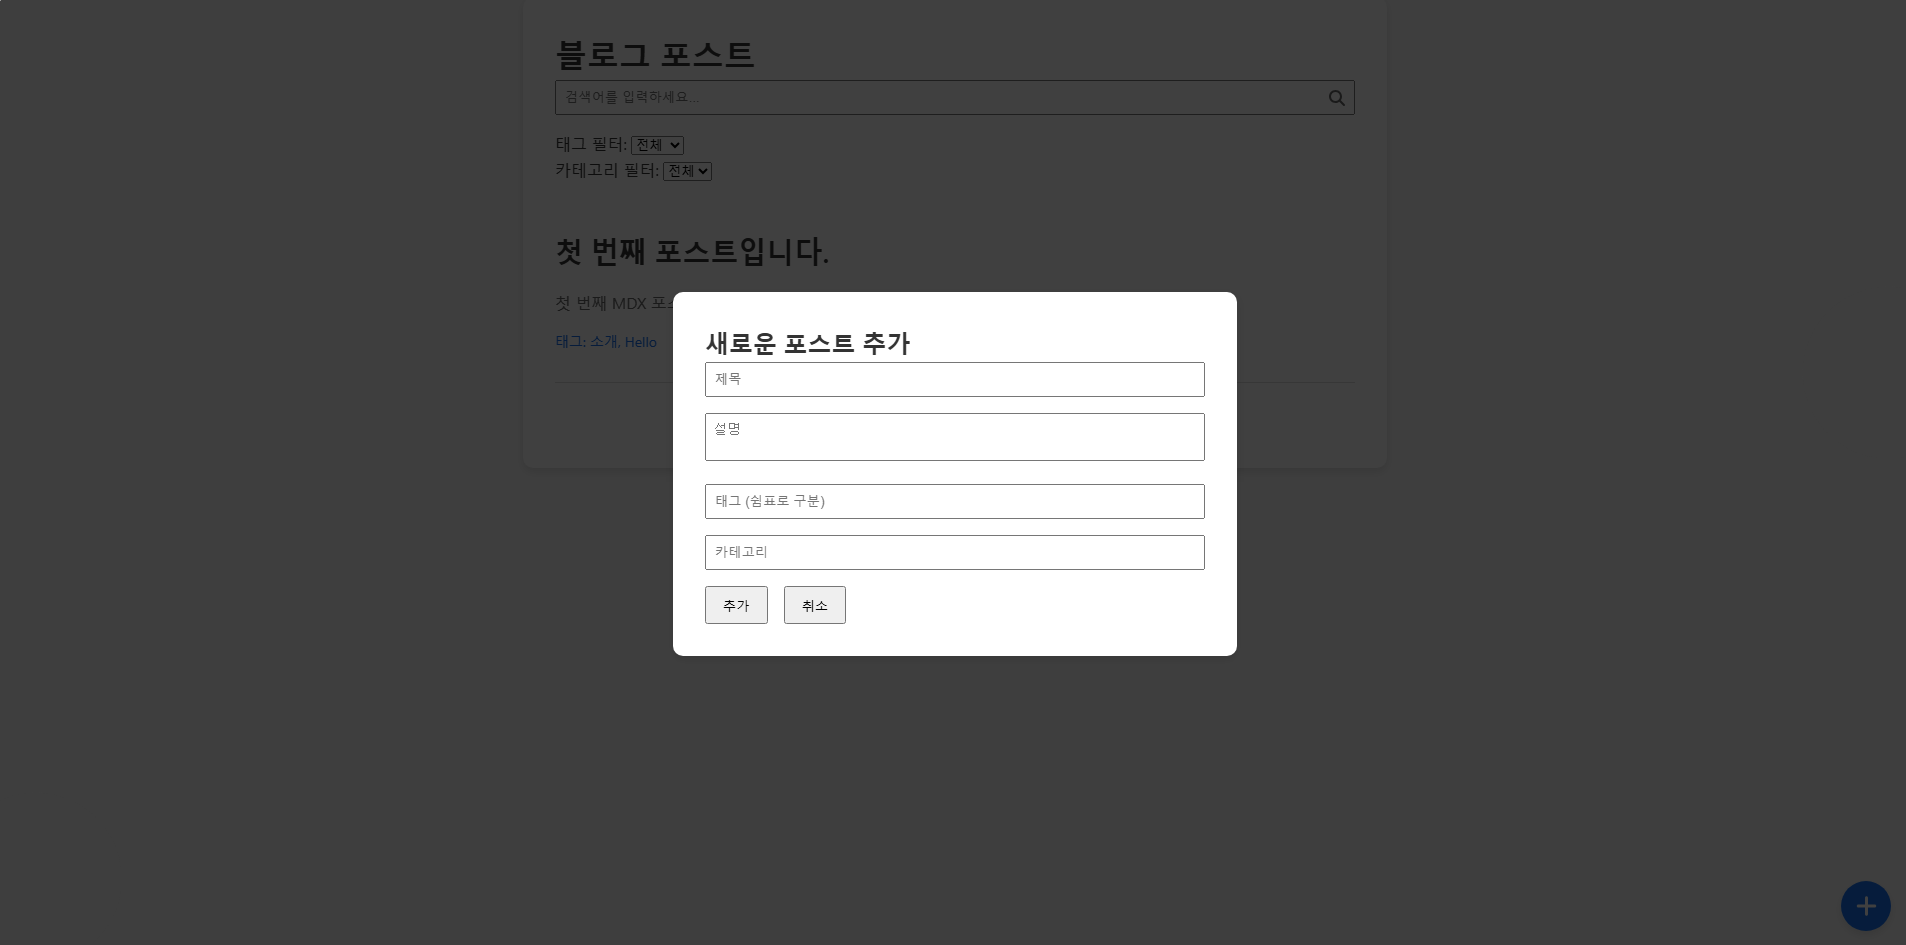 블로그 포스트
검색어를 입력하세요...
태그 필터: 전체
카테고리 필터: 전체
첫 번째 포스트입니다.
첫 번째 MDX 포스
태그: 소개, Hello
새로운 포스트 추가
제목
설명
태그 (쉼표로 구분)
카테고리
추가 취소